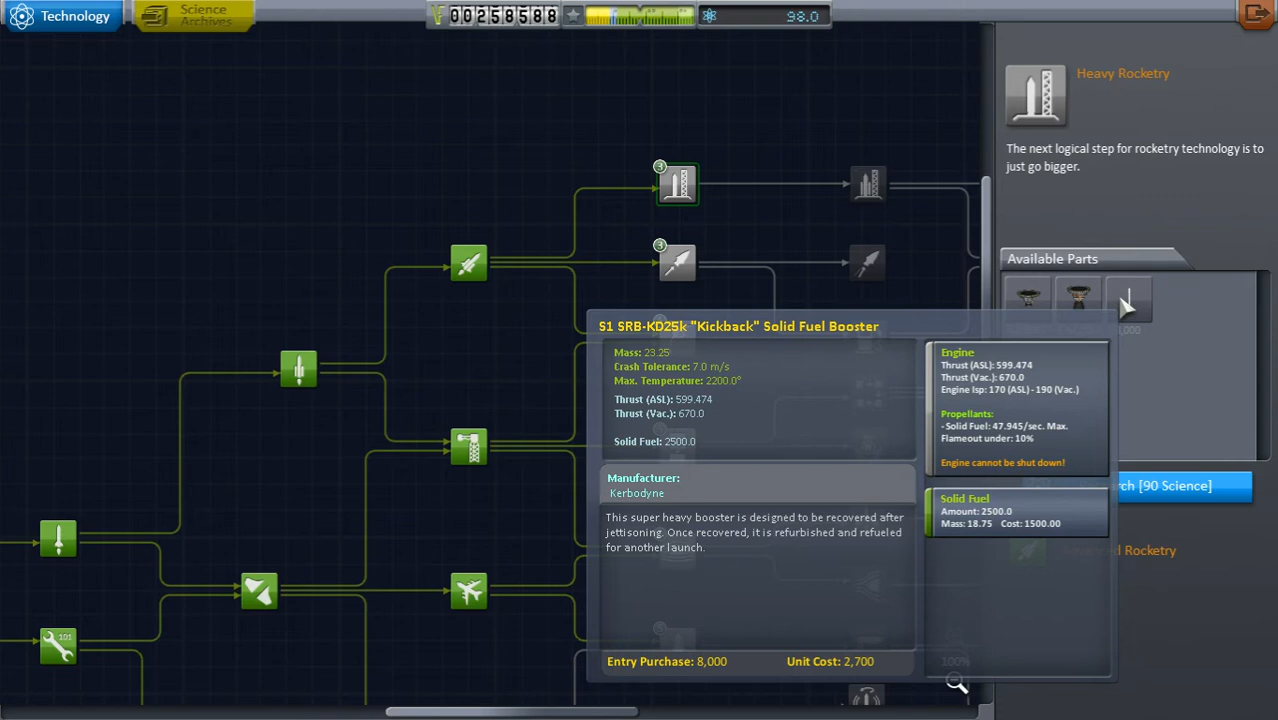 Technology
Science
Archives
00258588
98.0
Heavy Rocketry
The next logical step for rocketry technology is to
just go bigger.
3
3
Available Parts
S1 SRB-KD25k "Kickback" Solid Fuel Booster
Mass: 23.25
Crash Tolerance: 7.0 m/s
Max. Temperature: 2200.0°
Thrust (ASL): 599.474
Thrust (Vac.): 670.0
Solid Fuel: 2500.0
Manufacturer:
Kerbodyne
This super heavy booster is designed to be recovered after
jettisoning. Once recovered, it is refurbished and refueled
for another launch.
Entry Purchase: 8,000
Unit Cost: 2,700
Engine
Thrust (ASL): 599.474
Thrust (Vac.): 670.0
Engine Isp: 170 (ASL) - 190 (Vac.)
Propellants:
- Solid Fuel: 47.945/sec. Max.
Flameout under: 10%
Engine cannot be shut down!
Solid Fuel
Amount: 2500.0
Mass: 18.75 Cost: 1500.00
[90 Science]
Rocketry
101
100%